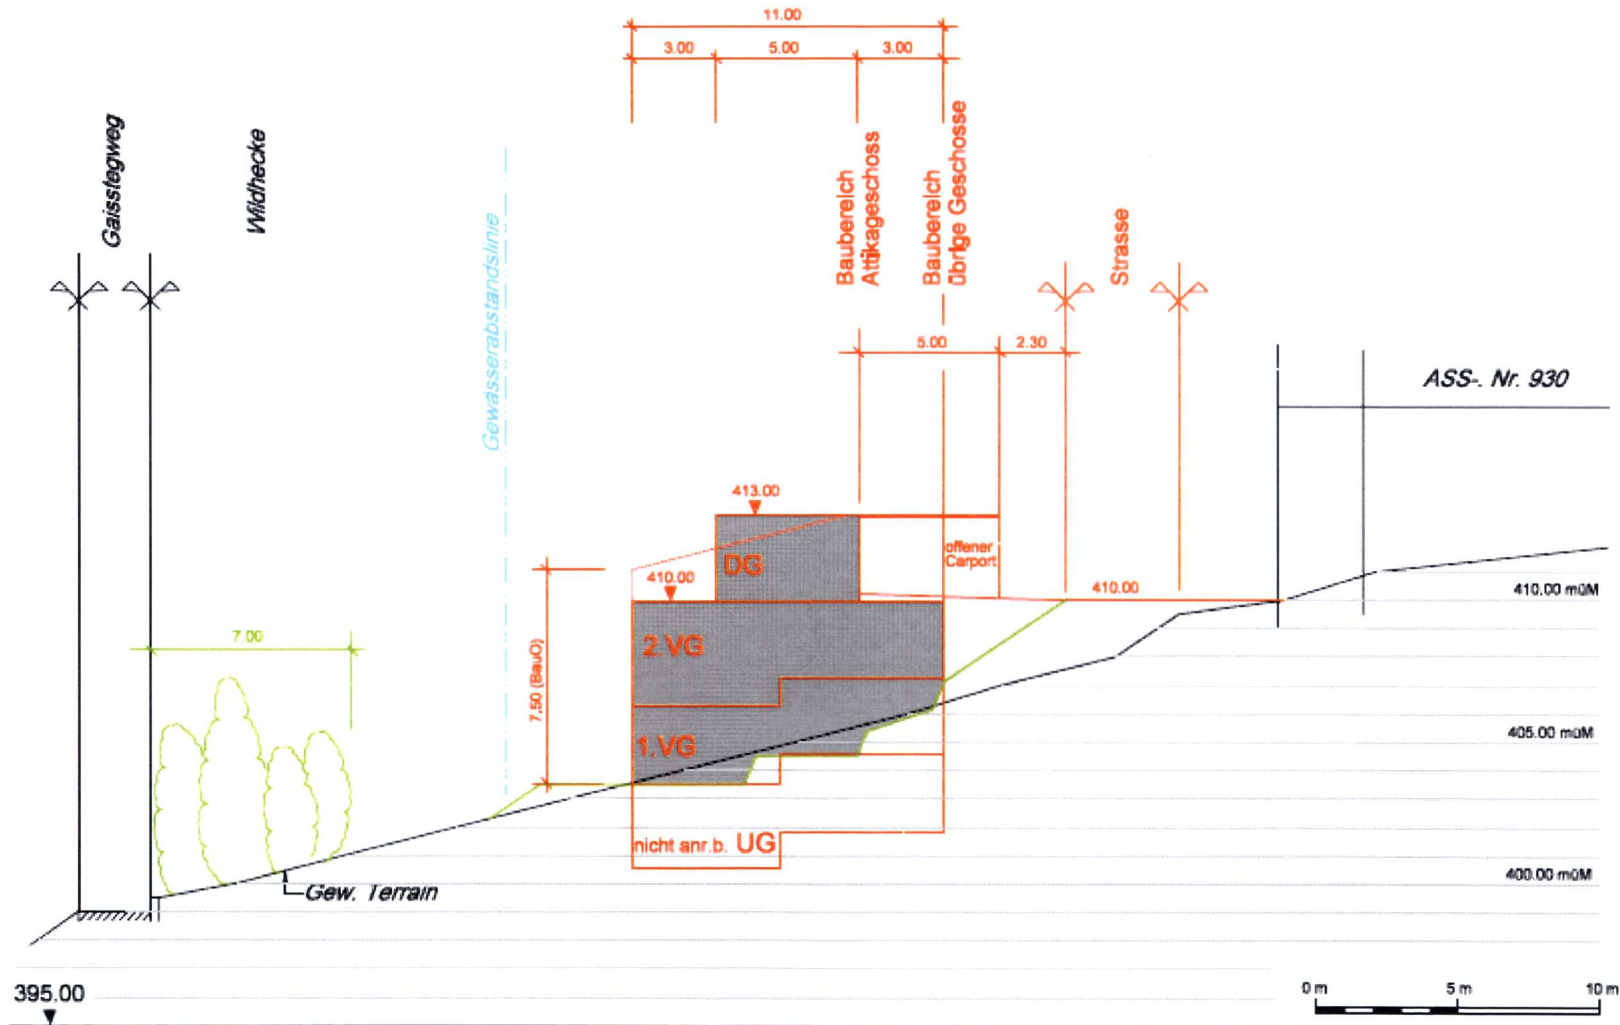 11.00
3.00
5.00
3.00
Gaisstegweg
Wildhecke
Gewässerabstandslinie
Baubereich
Attikageschoss
Baubereich
übrige Geschosse
Strasse
5.00
2.30
ASS-. Nr. 930
413.00
DG
offener
Carport
410.00
410.00
410.00 müM
7.00
7,50 (BauO)
2.VG
1.VG
405.00 müM
nicht anr.b. UG
400.00 müM
Gew. Terrain
395.00
0 m
5 m
10 m